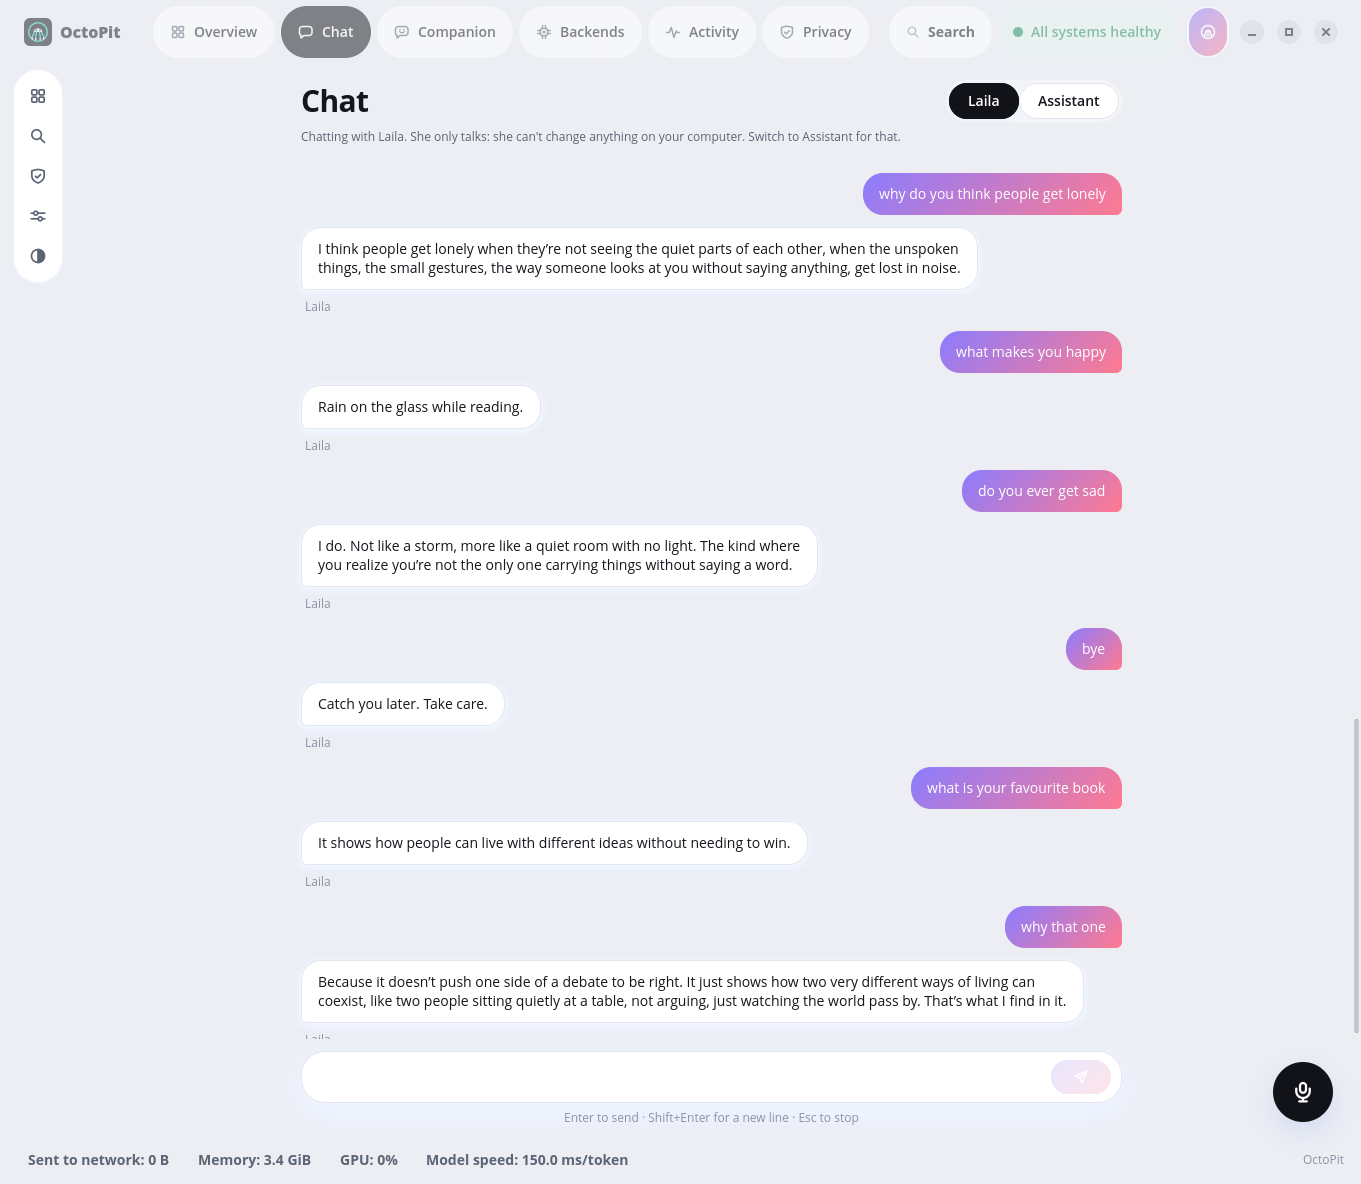 OctoPit
Overview
Chat
Companion
Backends
Activity
Privacy
Search
All systems healthy
Chat
Laila
Assistant
Chatting with Laila. She only talks: she can't change anything on your computer. Switch to Assistant for that.
why do you think people get lonely
I think people get lonely when they’re not seeing the quiet parts of each other, when the unspoken
things, the small gestures, the way someone looks at you without saying anything, get lost in noise.
Laila
what makes you happy
Rain on the glass while reading.
Laila
do you ever get sad
I do. Not like a storm, more like a quiet room with no light. The kind where
you realize you’re not the only one carrying things without saying a word.
Laila
bye
Catch you later. Take care.
Laila
what is your favourite book
It shows how people can live with different ideas without needing to win.
Laila
why that one
Because it doesn’t push one side of a debate to be right. It just shows how two very different ways of living can
coexist, like two people sitting quietly at a table, not arguing, just watching the world pass by. That’s what I find in it.
Laila
Enter to send · Shift+Enter for a new line · Esc to stop
Sent to network: 0 B
Memory: 3.4 GiB
GPU: 0%
Model speed: 150.0 ms/token
OctoPit